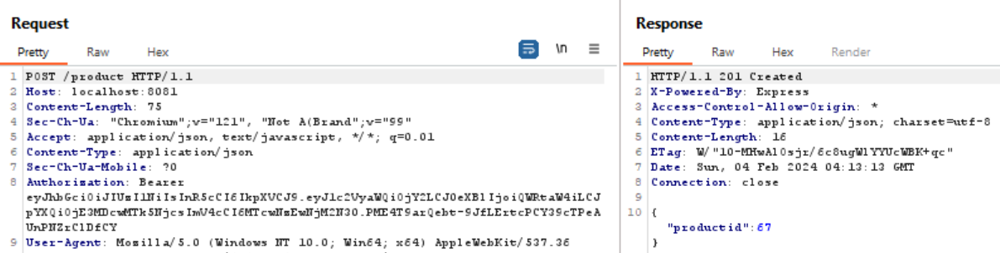 Request
Pretty Raw Hex
\n
1 POST /product HTTP/1.1
2 Host: localhost:8081
3 Content-Length: 75
4 Sec-Ch-Ua: "Chromium";v="121", "Not A(Brand";v="99"
5 Accept: application/json, text/javascript, */*; q=0.01
6 Content-Type: application/json
7 Sec-Ch-Ua-Mobile: ?0
8 Authorization: Bearer
eyJhbGciOiJIUzI1NiIsInR5cCI6IkpXVCJ9.eyJ1c2VyaWQiOjY2LCJ0eXBlIjoiQWRtaW4iLCJ
pYXQiOjE3MDcwMTk5NjcsImV4cCI6MTcwNzEwNjM2N30.PME4T9arQebt-9JfLErtcPCY39cTPeA
UnPNZrClDfCY
9 User-Agent: Mozilla/5.0 (Windows NT 10.0; Win64; x64) AppleWebKit/537.36
Response
Pretty Raw Hex Render
1 HTTP/1.1 201 Created
2 X-Powered-By: Express
3 Access-Control-Allow-Origin: *
4 Content-Type: application/json; charset=utf-8
5 Content-Length: 16
6 ETag: W/"10-MHwAl0sjr/6c8ugWlYYUcWBK+qc"
7 Date: Sun, 04 Feb 2024 04:13:13 GMT
8 Connection: close
9
10 {
"productid":67
}